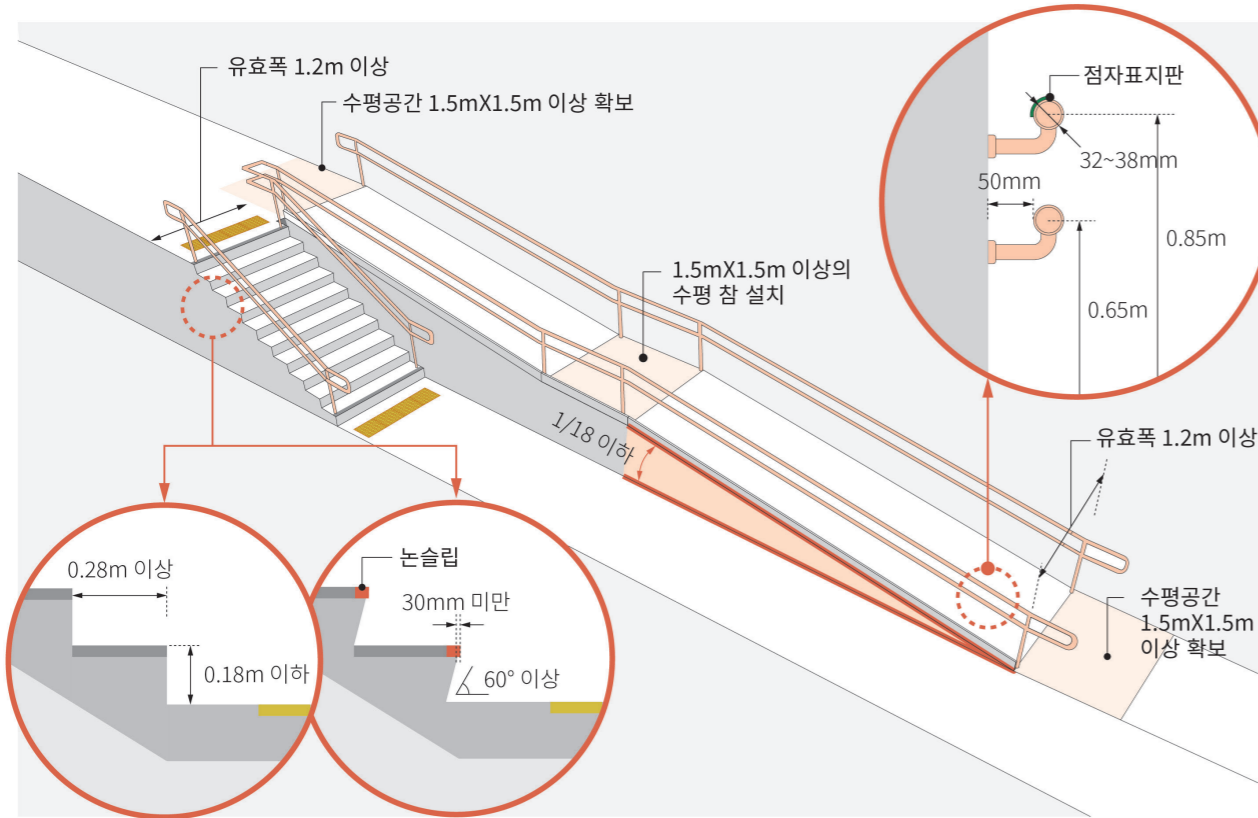 유효폭 1.2m 이상
수평공간 1.5mX1.5m 이상 확보
점자표지판
32~38mm
50mm
0.85m
0.65m
1.5mX1.5m 이상의
수평 참 설치
1/18 이하
유효폭 1.2m 이상
수평공간
1.5mX1.5m
이상 확보
0.28m 이상
0.18m 이하
논슬립
30mm 미만
60° 이상